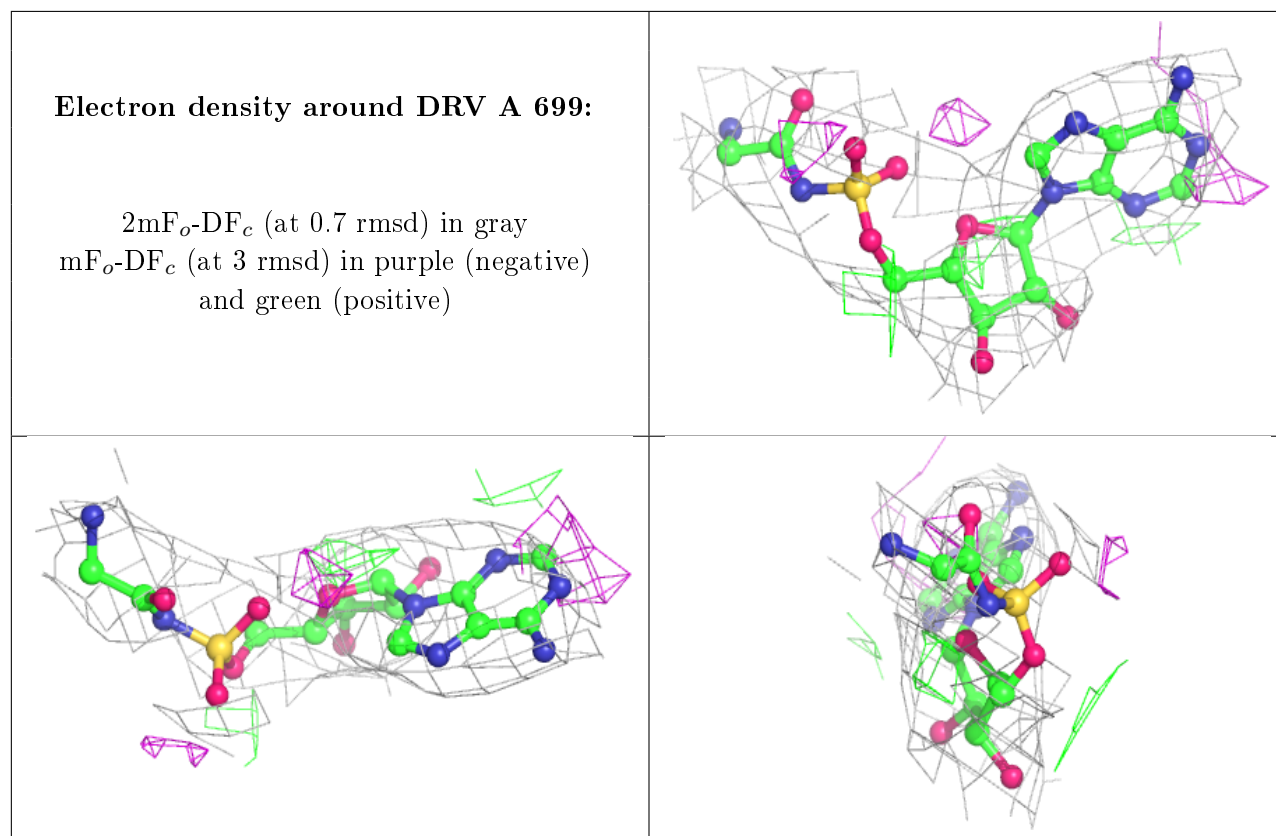 Electron density around DRV A 699:
2mFo-DFc (at 0.7 rmsd) in gray
mFo-DFc (at 3 rmsd) in purple (negative)
and green (positive)